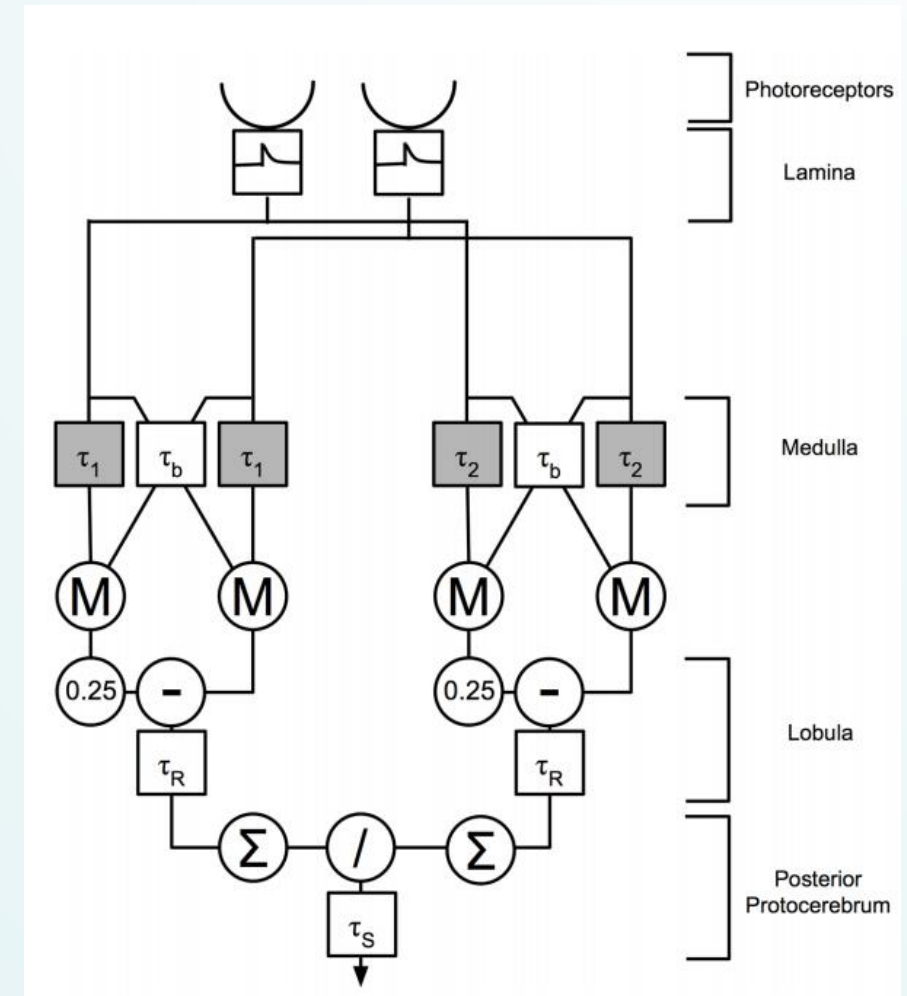 Photoreceptors
Lamina
τ1 τb τ1 τ2 τb τ2
Medulla
M M M M
0.25 - 0.25 -
Lobula
τR τR
Σ / Σ
Posterior
Protocerebrum
τS